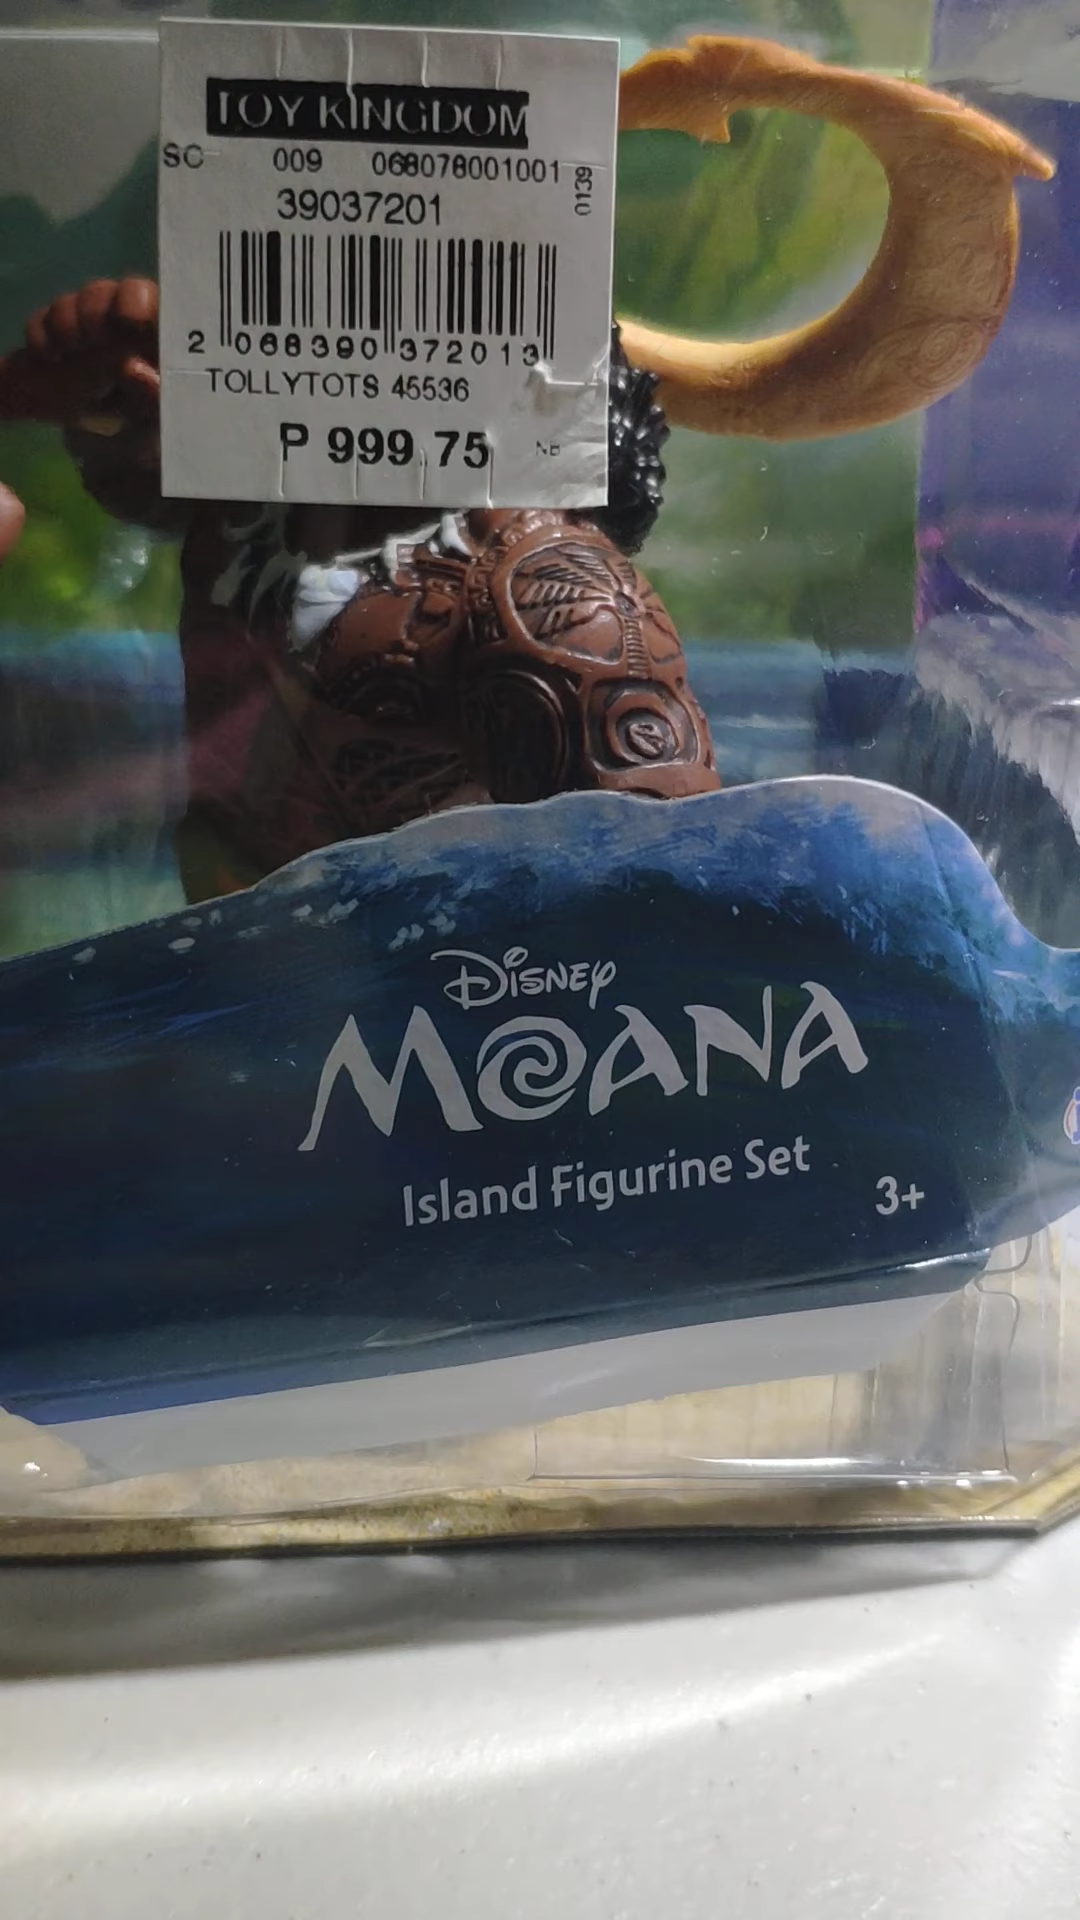 TOY KINGDOM
SC 009 068078001001
0139
39037201
2 068390 372013
TOLLYTOTS 45536
P 999.75 NB
DISNEY
MOANA
Island Figurine Set
3+